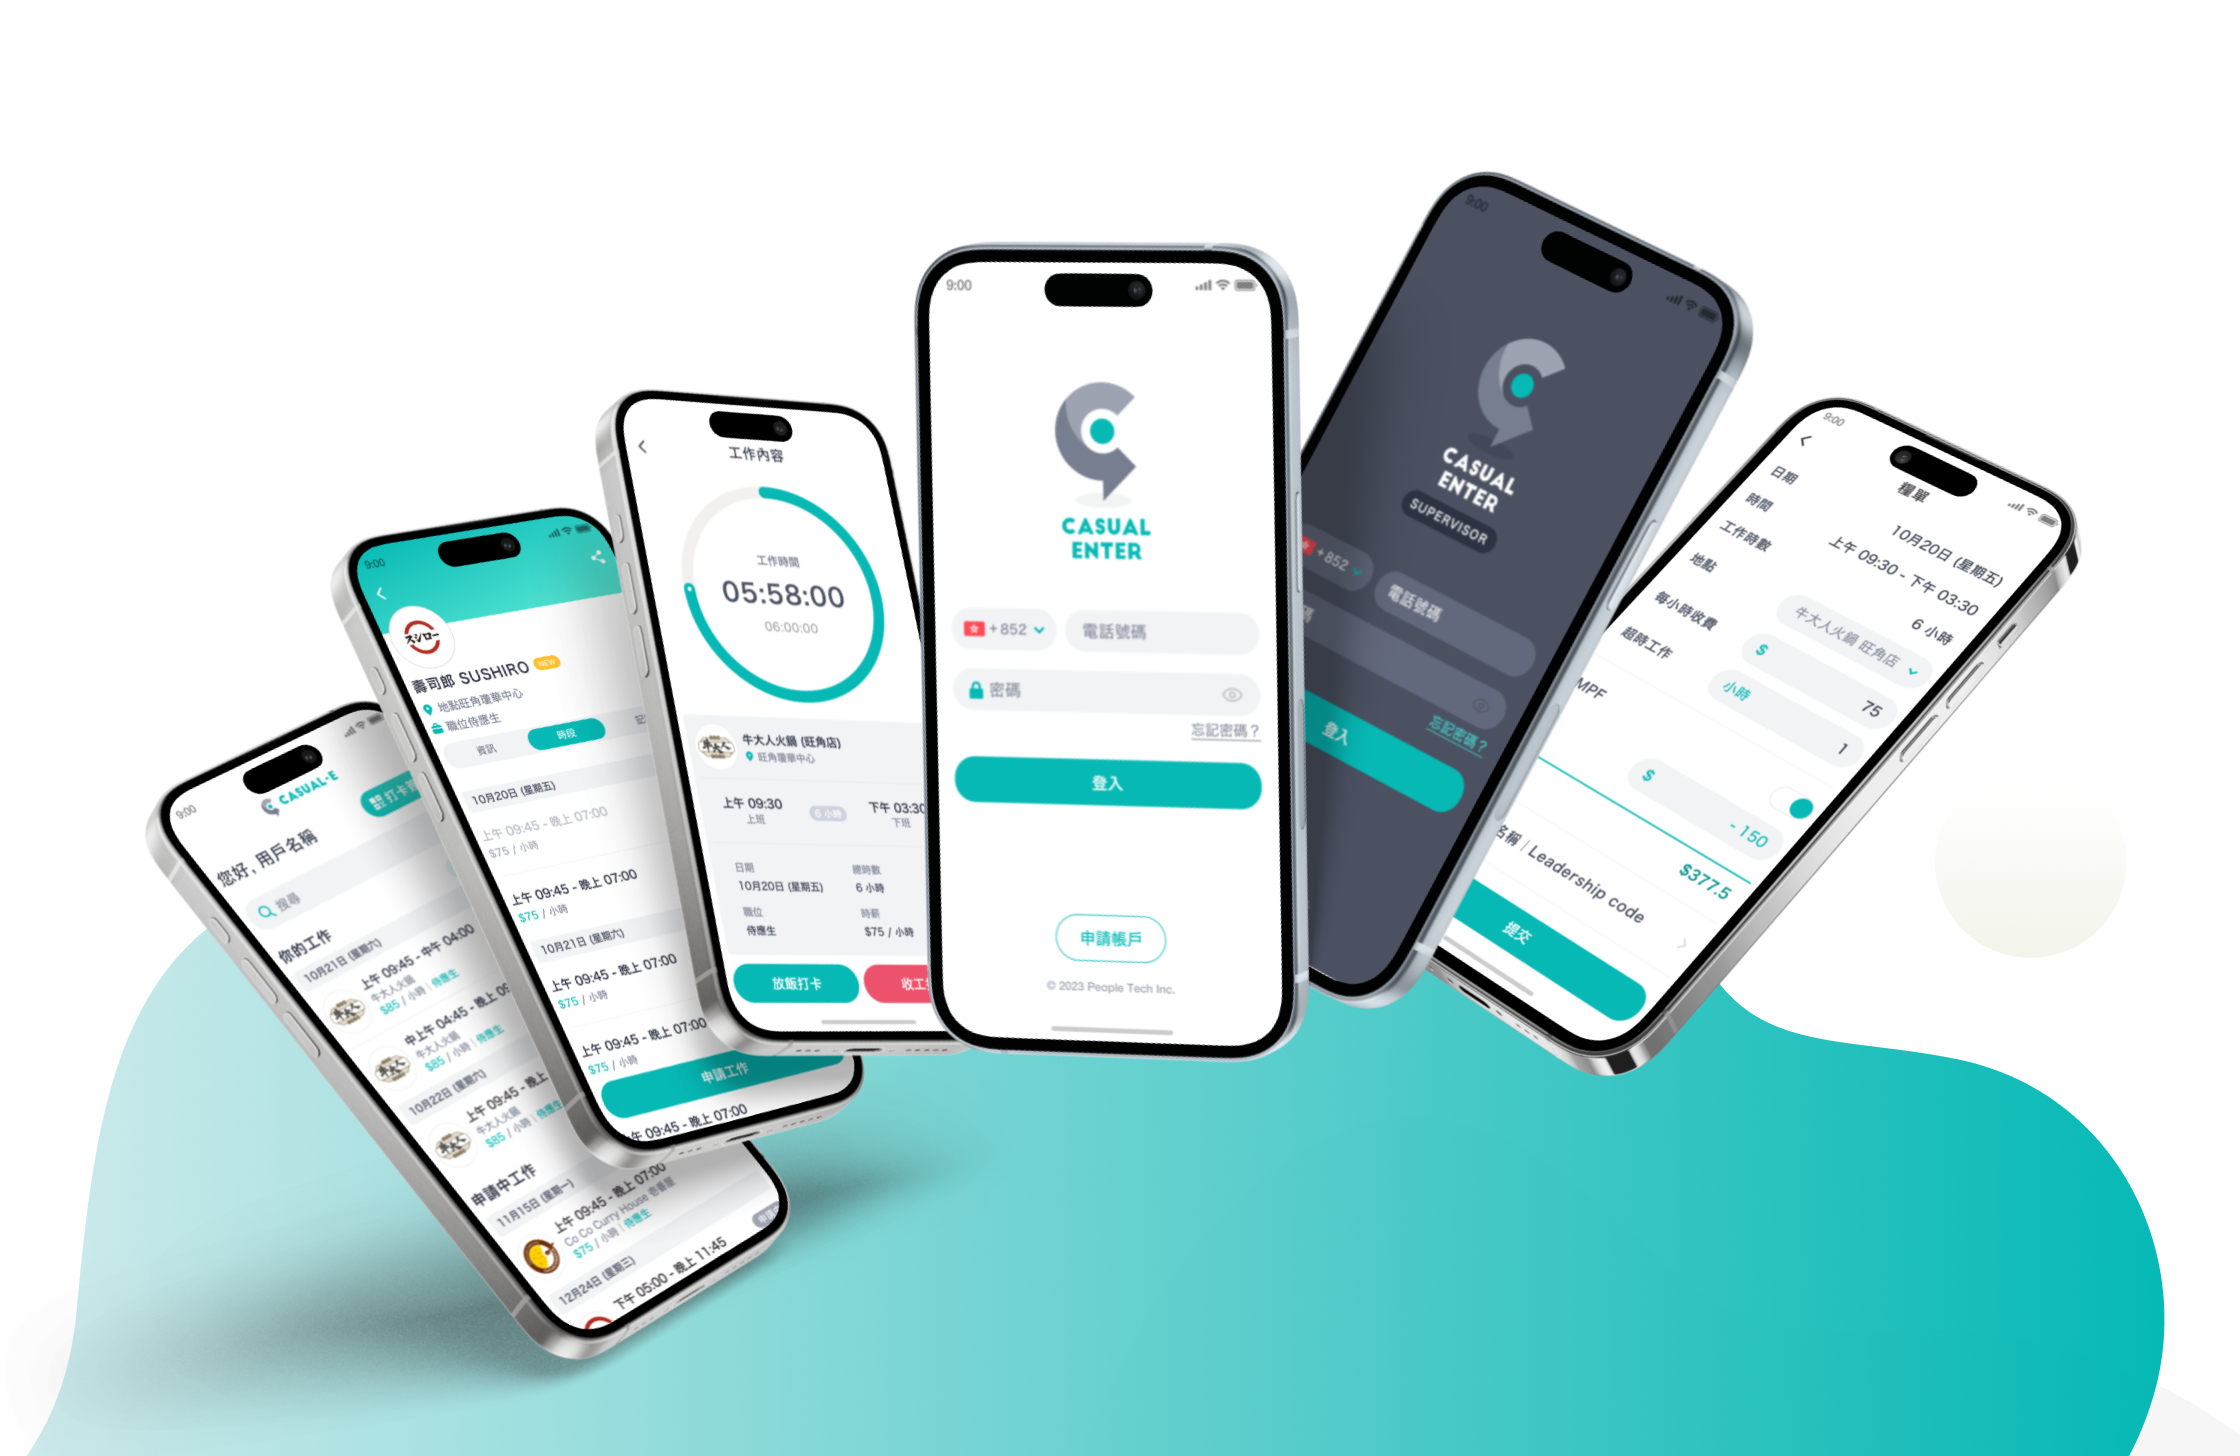 9:00
CASUAL-E
打卡
您好, 用戶名稱
搜尋
你的工作
10月21日 (星期六)
上午 09:45 - 中午 04:00
牛大人火鍋
$85 / 小時 | 侍應生
中上午 04:45 - 晚上 09
牛大人火鍋
$85 / 小時 | 侍應生
10月22日 (星期六)
上午 09:45 - 晚上
牛大人火鍋
$85 / 小時 | 侍應生
申請中工作
11月15日 (星期一)
上午 09:45 - 晚上 07:00
Co Co Curry House 壱番屋
$75 / 小時 | 侍應生
申請
12月24日 (星期三)
下午 05:00 - 晚上 11:45
9:00
スシロー
壽司郎 SUSHIRO NEW
地點旺角瓊華中心
職位侍應生
資訊
時段
10月20日 (星期五)
上午 09:45 - 晚上 07:00
$75 / 小時
上午 09:45 - 晚上 07:00
$75 / 小時
10月21日 (星期六)
上午 09:45 - 晚上 07:00
$75 / 小時
上午 09:45 - 晚上 07:00
$75 / 小時
申請工作
上午 09:45 - 晚上 07:00
工作內容
工作時間
05:58:00
06:00:00
牛大人
牛大人火鍋 (旺角店)
旺角瓊華中心
上午 09:30
上班
6 小時
下午 03:30
下班
日期
10月20日 (星期五)
總時數
6 小時
職位
侍應生
時薪
$75 / 小時
放飯打卡
收工
9:00
CASUAL
ENTER
+852
電話號碼
密碼
忘記密碼？
登入
申請帳戶
© 2023 People Tech Inc.
9:00
CASUAL
ENTER
SUPERVISOR
+852
電話號碼
碼
忘記密碼？
登入
9:00
糧單
日期
10月20日 (星期五)
時間
上午 09:30 - 下午 03:30
工作時數
6 小時
地點
牛大人火鍋 旺角店
每小時收費
$
75
超時工作
小時
1
MPF
$
- 150
$377.5
名稱 | Leadership code
提交